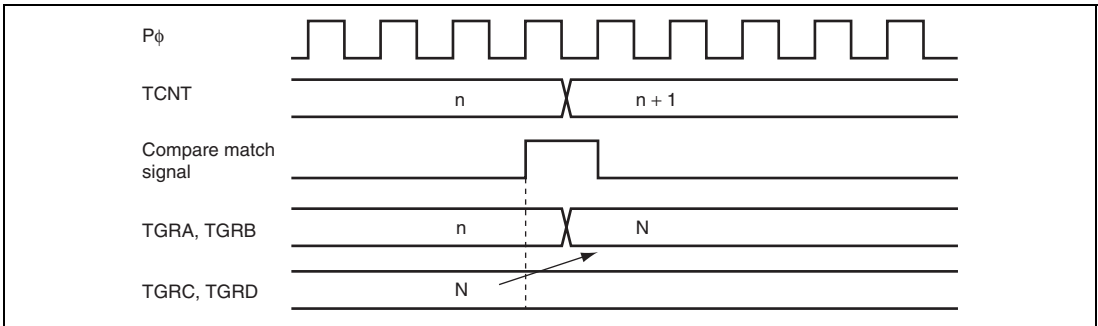 Pϕ
TCNT
n
n + 1
Compare match
signal
TGRA, TGRB
n
N
TGRC, TGRD
N